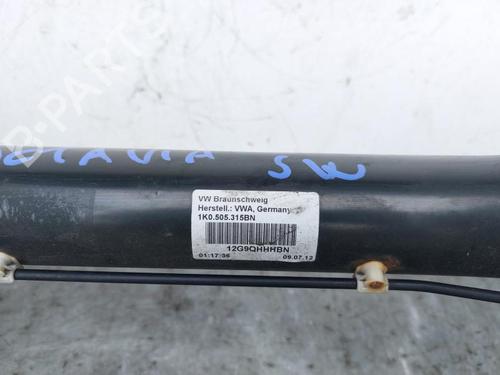 B-PARTS
OCTAVIA SW
VW Braunschweig
Herstell.: VWA, Germany
1K0.505.315BN
12G9QHHHBN
01:17:36 09.07.12